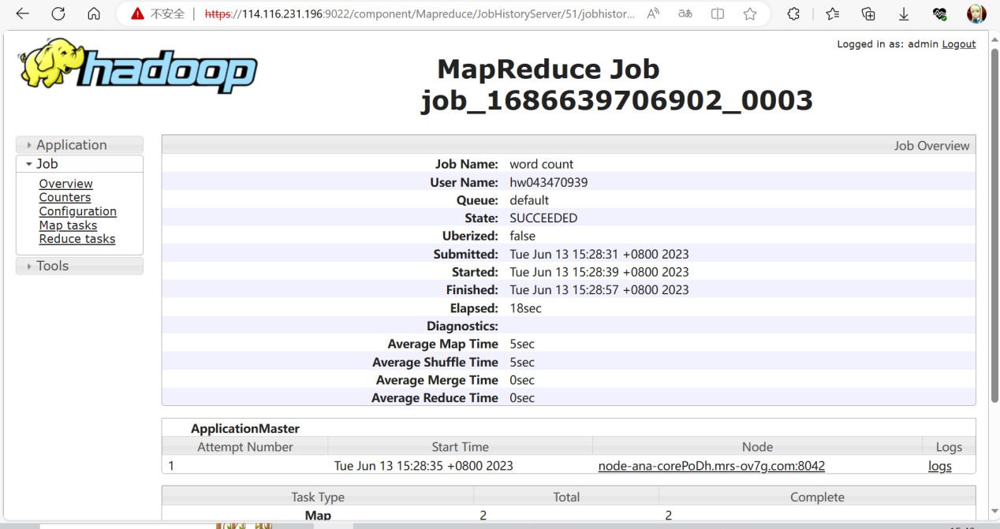 不安全
https://114.116.231.196:9022/component/Mapreduce/JobHistoryServer/51/jobhistor...
Logged in as: admin Logout
hadoop
MapReduce Job
job_1686639706902_0003
Application
Job
Overview
Counters
Configuration
Map tasks
Reduce tasks
Tools
Job Overview
Job Name: word count
User Name: hw043470939
Queue: default
State: SUCCEEDED
Uberized: false
Submitted: Tue Jun 13 15:28:31 +0800 2023
Started: Tue Jun 13 15:28:39 +0800 2023
Finished: Tue Jun 13 15:28:57 +0800 2023
Elapsed: 18sec
Diagnostics:
Average Map Time 5sec
Average Shuffle Time 5sec
Average Merge Time 0sec
Average Reduce Time 0sec
ApplicationMaster
Attempt Number Start Time Node Logs
1 Tue Jun 13 15:28:35 +0800 2023 node-ana-corePoDh.mrs-ov7g.com:8042 logs
Task Type Total Complete
Map 2 2